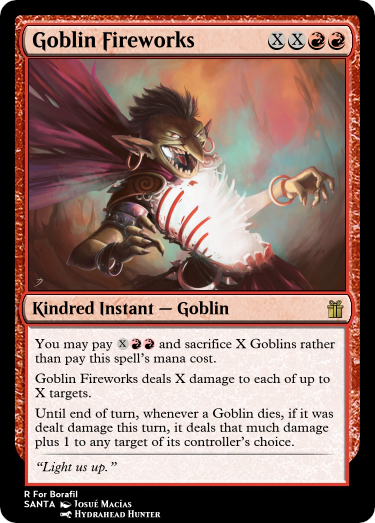 Goblin Fireworks XXRR
Kindred Instant — Goblin
You may pay XRR and sacrifice X Goblins rather
than pay this spell's mana cost.
Goblin Fireworks deals X damage to each of up to
X targets.
Until end of turn, whenever a Goblin dies, if it was
dealt damage this turn, it deals that much damage
plus 1 to any target of its controller's choice.
“Light us up.”
R For Borafil
SANTA Josué Macías
Hydrahead Hunter